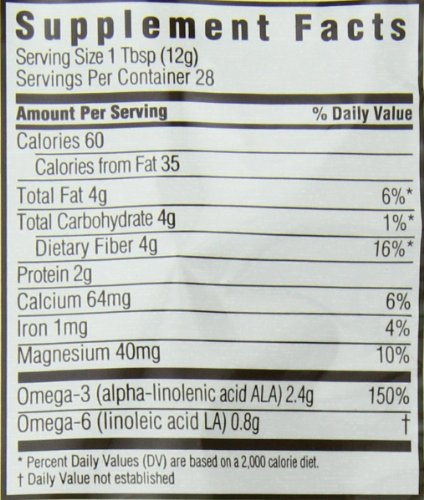 Supplement Facts
Serving Size 1 Tbsp (12g)
Servings Per Container 28
Amount Per Serving % Daily Value
Calories 60
Calories from Fat 35
Total Fat 4g 6%*
Total Carbohydrate 4g 1%*
Dietary Fiber 4g 16%*
Protein 2g
Calcium 64mg 6%
Iron 1mg 4%
Magnesium 40mg 10%
Omega-3 (alpha-linolenic acid ALA) 2.4g 150%
Omega-6 (linoleic acid LA) 0.8g †
* Percent Daily Values (DV) are based on a 2,000 calorie diet.
† Daily Value not established